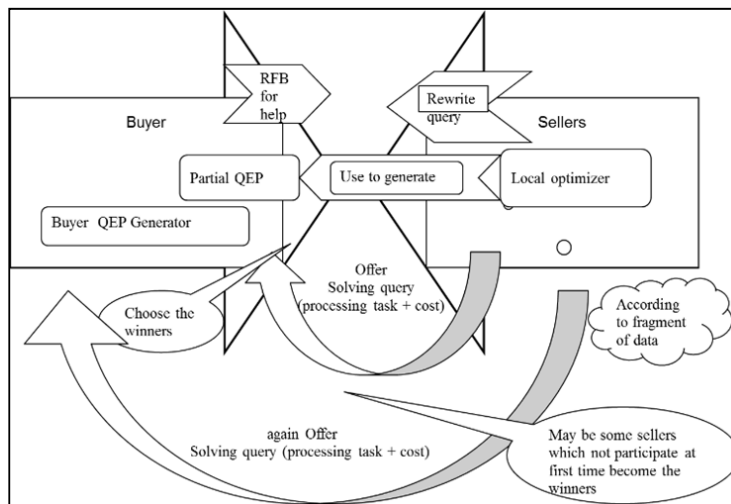 RFB
for
help
Rewrite
query
Buyer
Sellers
Partial QEP
Use to generate
Local optimizer
Buyer QEP Generator
Offer
Solving query
(processing task + cost)
Choose the
winners
According
to fragment
of data
again Offer
Solving query (processing task + cost)
May be some sellers
which not participate at
first time become the
winners